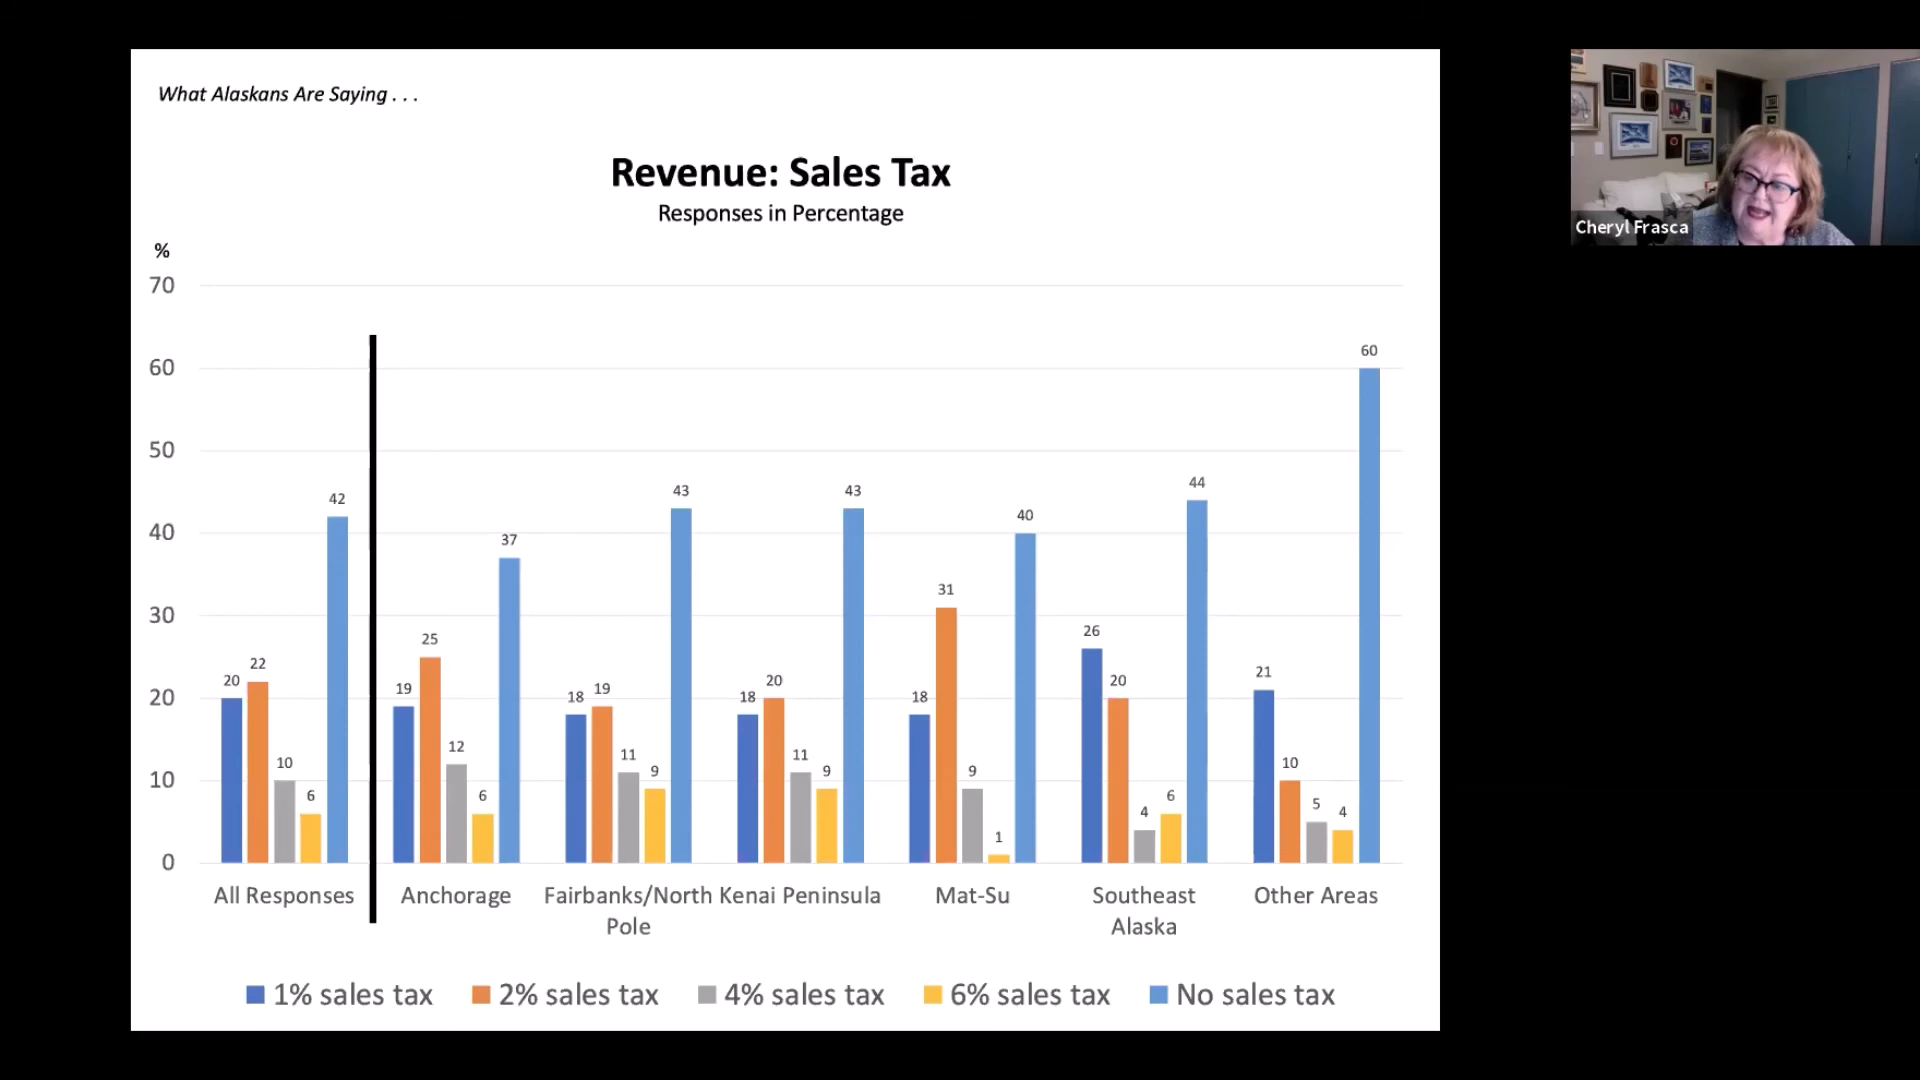 What Alaskans Are Saying . . .
Revenue: Sales Tax
Responses in Percentage
%
70
60
50
40
30
20
10
0
20
22
10
6
42
19
25
12
6
37
18
19
11
9
43
18
20
11
9
43
18
31
9
1
40
26
20
4
6
44
21
10
5
4
60
All Responses
Anchorage
Fairbanks/North
Pole
Kenai Peninsula
Mat-Su
Southeast
Alaska
Other Areas
1% sales tax
2% sales tax
4% sales tax
6% sales tax
No sales tax
Cheryl Frasca